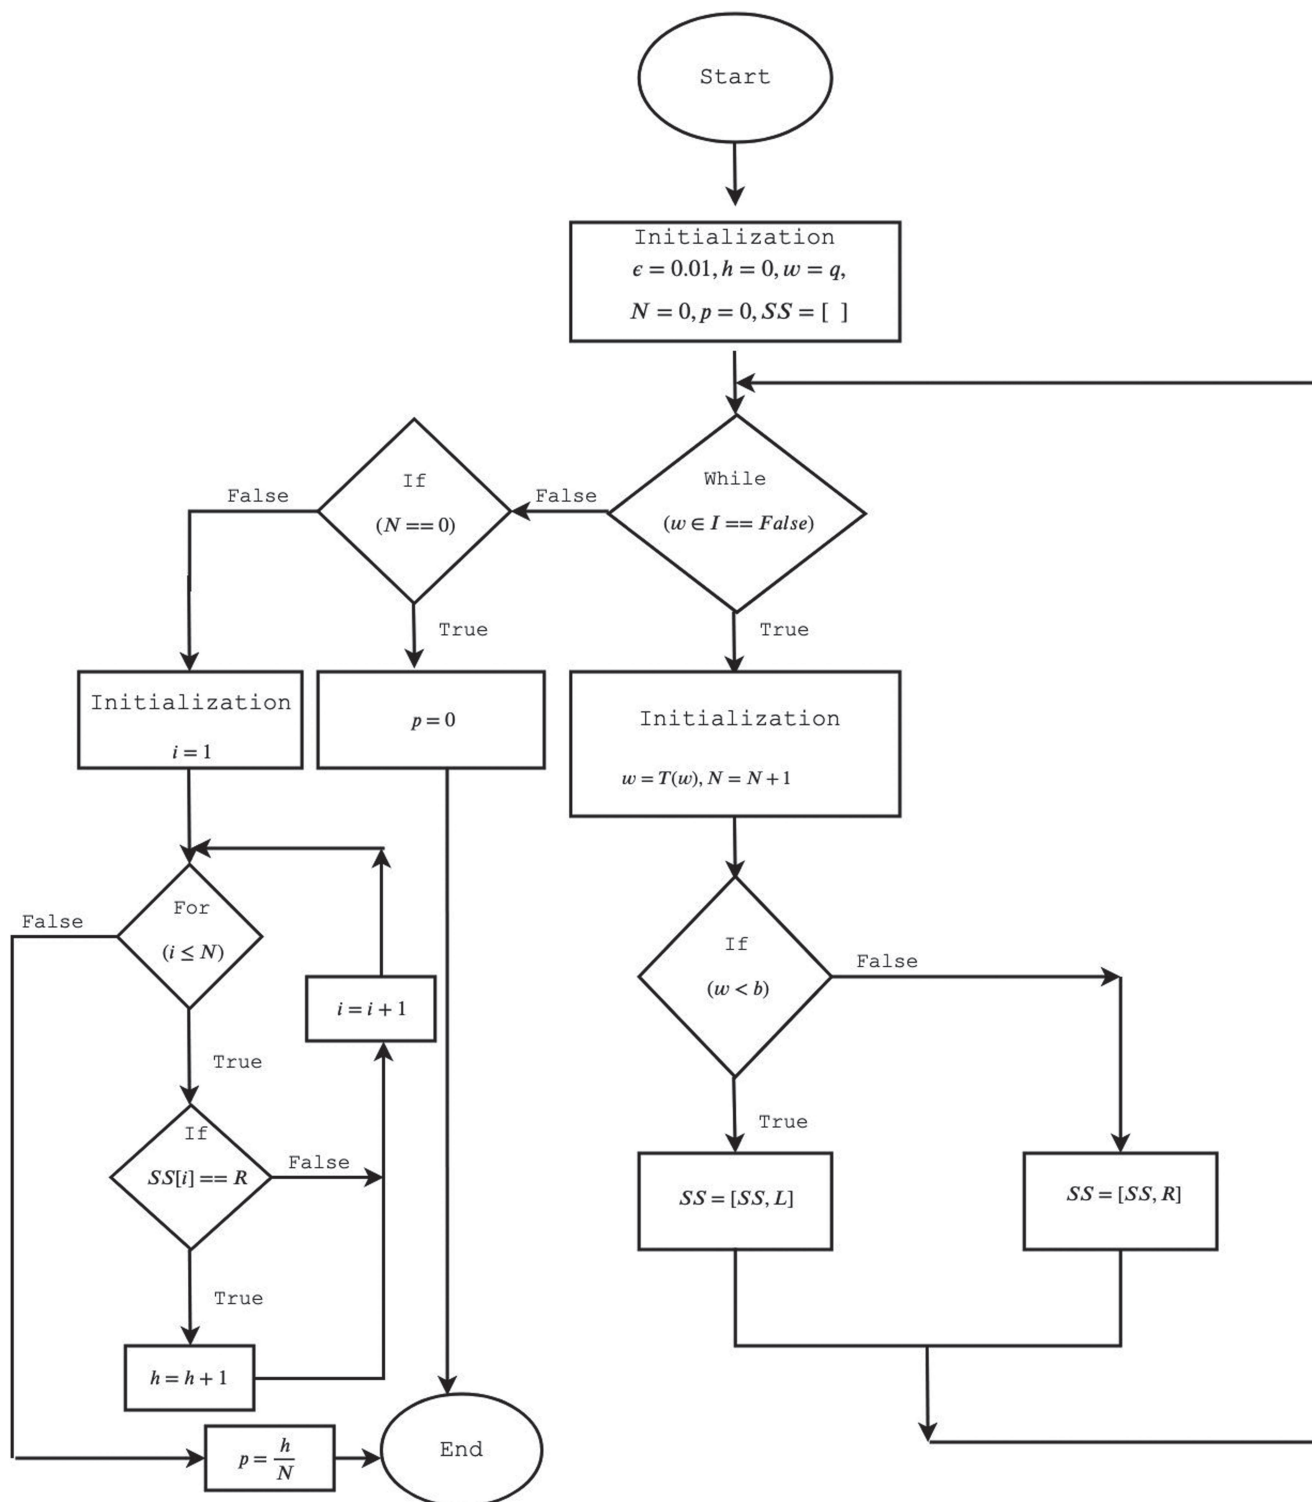 Start
Initialization
ϵ = 0.01, h = 0, w = q,
N = 0, p = 0, SS = [ ]
While
(w ∈ I == False)
False
If
(N == 0)
False
True
True
Initialization
i = 1
p = 0
Initialization
w = T(w), N = N + 1
For
(i ≤ N)
False
If
(w < b)
False
i = i + 1
True
True
If
SS[i] == R
False
SS = [SS, L]
SS = [SS, R]
True
h = h + 1
p = h/N
End